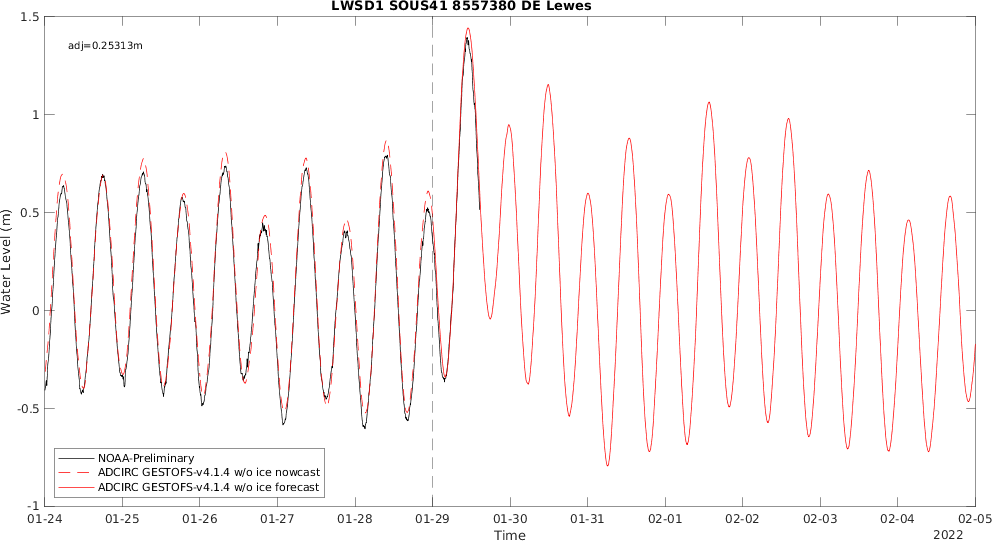 LWSD1 SOUS41 8557380 DE Lewes
1.5
adj=0.25313m
1
0.5
Water Level (m)
0
-0.5
NOAA-Preliminary
ADCIRC GESTOFS-v4.1.4 w/o ice nowcast
ADCIRC GESTOFS-v4.1.4 w/o ice forecast
-1
01-24 01-25 01-26 01-27 01-28 01-29 01-30 01-31 02-01 02-02 02-03 02-04 02-05
Time
2022